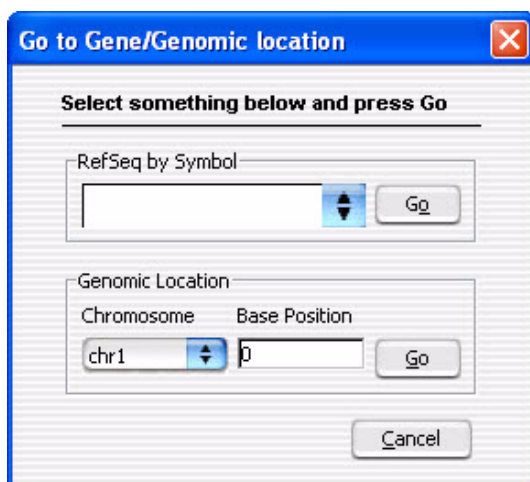 Go to Gene/Genomic location
Select something below and press Go
RefSeq by Symbol
Go
Genomic Location
Chromosome Base Position
chr1 0 Go
Cancel